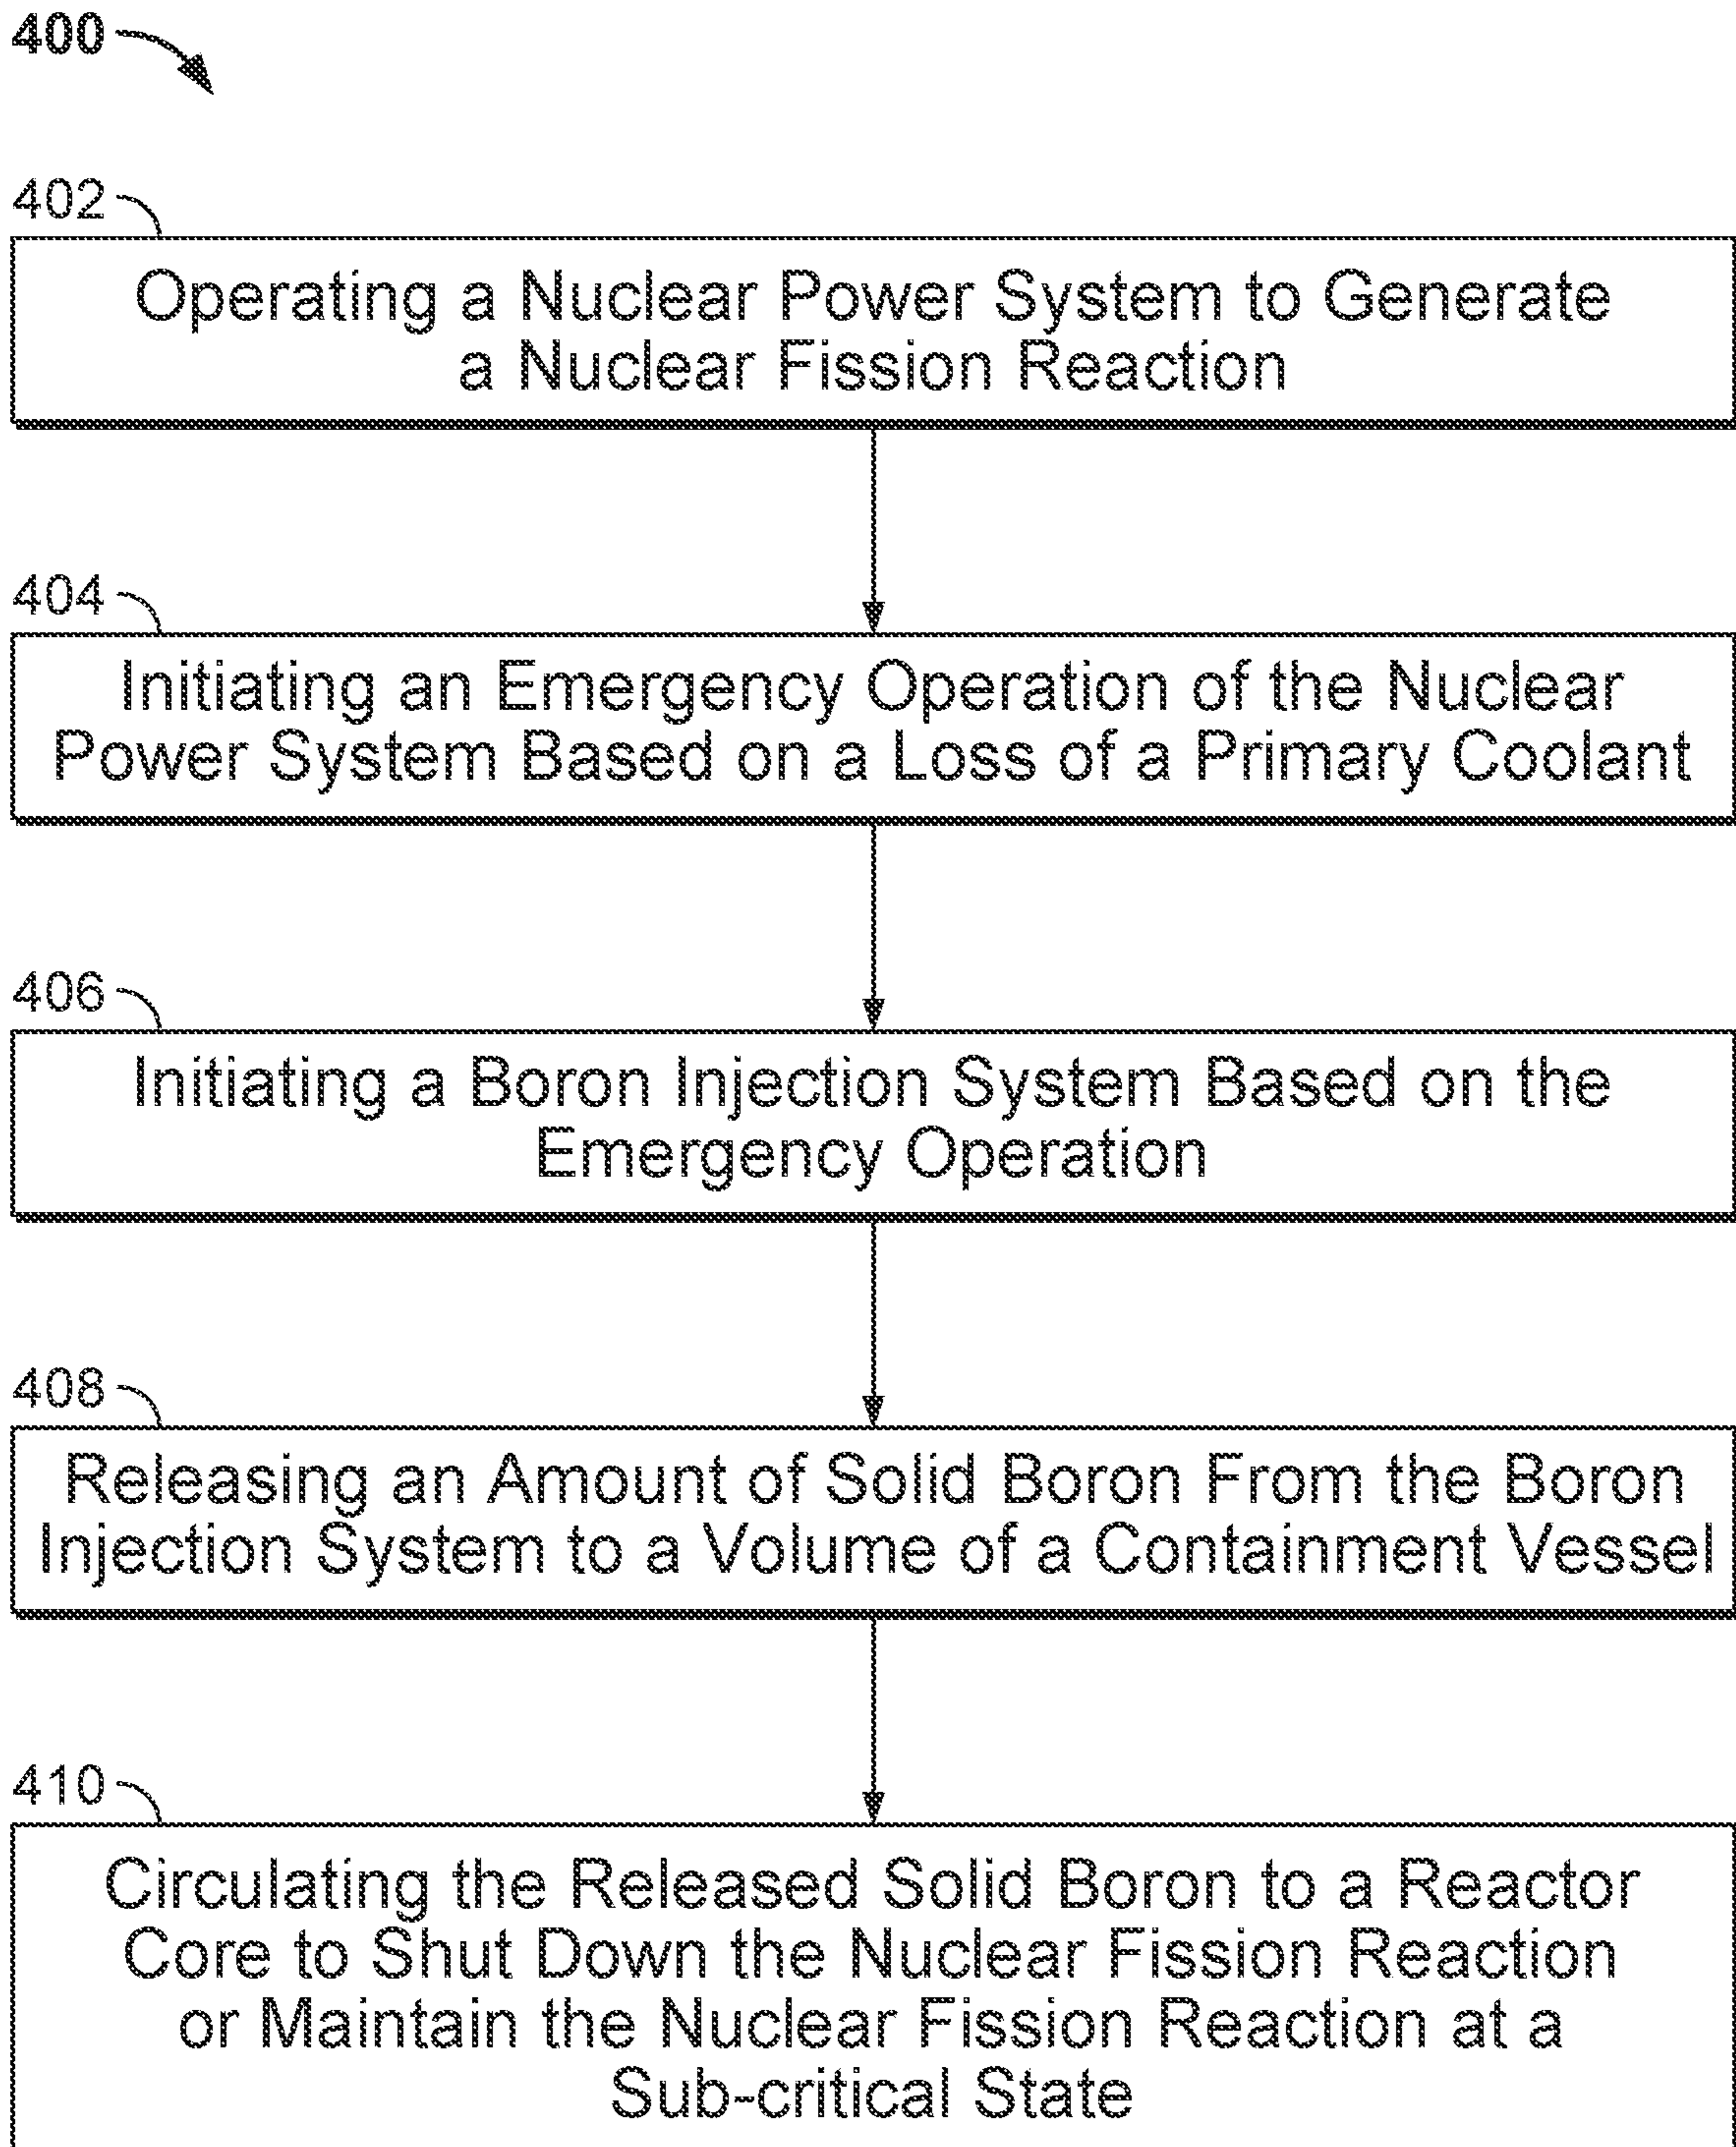 400
402
Operating a Nuclear Power System to Generate
a Nuclear Fission Reaction
404
Initiating an Emergency Operation of the Nuclear
Power System Based on a Loss of a Primary Coolant
406
Initiating a Boron Injection System Based on the
Emergency Operation
408
Releasing an Amount of Solid Boron From the Boron
Injection System to a Volume of a Containment Vessel
410
Circulating the Released Solid Boron to a Reactor
Core to Shut Down the Nuclear Fission Reaction
or Maintain the Nuclear Fission Reaction at a
Sub-critical State